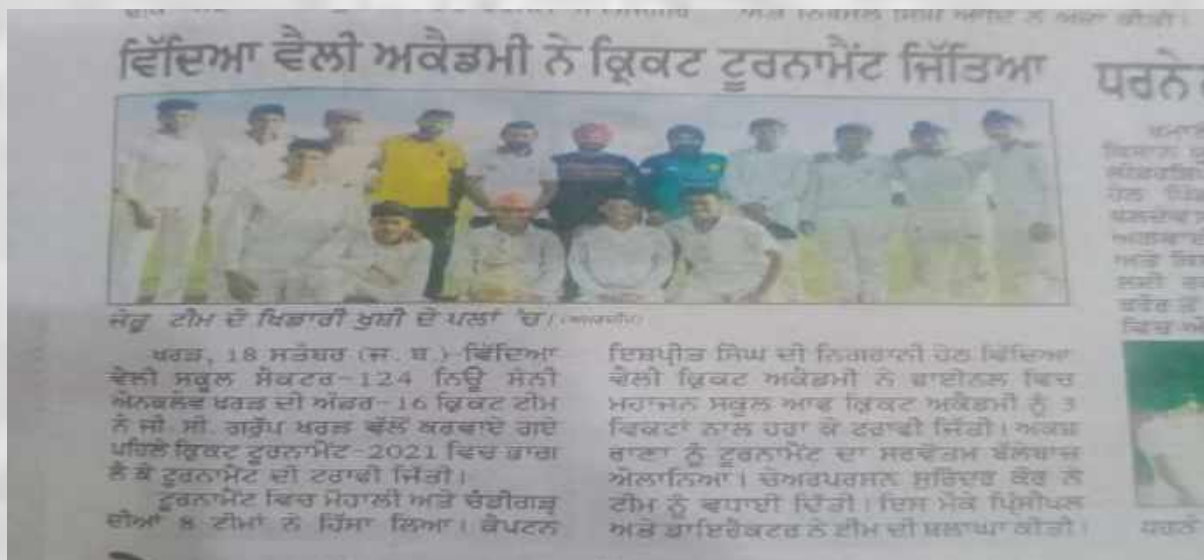 ਵਿੱਦਿਆ ਵੈਲੀ ਅਕੈਡਮੀ ਨੇ ਕ੍ਰਿਕਟ ਟੂਰਨਾਮੈਂਟ ਜਿੱਤਿਆ
ਜੇਤੂ ਟੀਮ ਦੇ ਖਿਡਾਰੀ ਖੁਸ਼ੀ ਦੇ ਪਲਾਂ 'ਚ।
ਖਰੜ, 18 ਸਤੰਬਰ (ਜ. ਬ.)-ਵਿੱਦਿਆ
ਵੈਲੀ ਸਕੂਲ ਸੈਕਟਰ-124 ਨਿਊ ਸੰਨੀ
ਐਨਕਲੇਵ ਖਰੜ ਦੀ ਅੰਡਰ-16 ਕ੍ਰਿਕਟ ਟੀਮ
ਨੇ ਜੀ. ਸੀ. ਗਰੁੱਪ ਖਰੜ ਵੱਲੋਂ ਕਰਵਾਏ ਗਏ
ਪਹਿਲੇ ਕ੍ਰਿਕਟ ਟੂਰਨਾਮੈਂਟ-2021 ਵਿਚ ਭਾਗ
ਲੈ ਕੇ ਟੂਰਨਾਮੈਂਟ ਦੀ ਟਰਾਫੀ ਜਿੱਤੀ।
ਟੂਰਨਾਮੈਂਟ ਵਿਚ ਮੋਹਾਲੀ ਅਤੇ ਚੰਡੀਗੜ੍ਹ
ਦੀਆਂ 8 ਟੀਮਾਂ ਨੇ ਹਿੱਸਾ ਲਿਆ। ਕੈਪਟਨ
ਇਸ਼ਪ੍ਰੀਤ ਸਿੰਘ ਦੀ ਨਿਗਰਾਨੀ ਹੇਠ ਵਿੱਦਿਆ
ਵੈਲੀ ਕ੍ਰਿਕਟ ਅਕੈਡਮੀ ਨੇ ਫਾਈਨਲ ਵਿਚ
ਮਹਾਜਨ ਸਕੂਲ ਆਫ ਕ੍ਰਿਕਟ ਅਕੈਡਮੀ ਨੂੰ 3
ਵਿਕਟਾਂ ਨਾਲ ਹਰਾ ਕੇ ਟਰਾਫੀ ਜਿੱਤੀ।
ਰਾਣਾ ਨੂੰ ਟੂਰਨਾਮੈਂਟ ਦਾ ਸਰਵੋਤਮ ਬੱਲੇਬਾਜ਼
ਐਲਾਨਿਆ। ਚੇਅਰਪਰਸਨ ਸੁਰਿੰਦਰ ਕੌਰ ਨੇ
ਟੀਮ ਨੂੰ ਵਧਾਈ ਦਿੱਤੀ। ਇਸ ਮੌਕੇ ਪ੍ਰਿੰਸੀਪਲ
ਅਤੇ ਡਾਇਰੈਕਟਰ ਨੇ ਟੀਮ ਦੀ ਸ਼ਲਾਘਾ ਕੀਤੀ।
ਧਰਨੇ